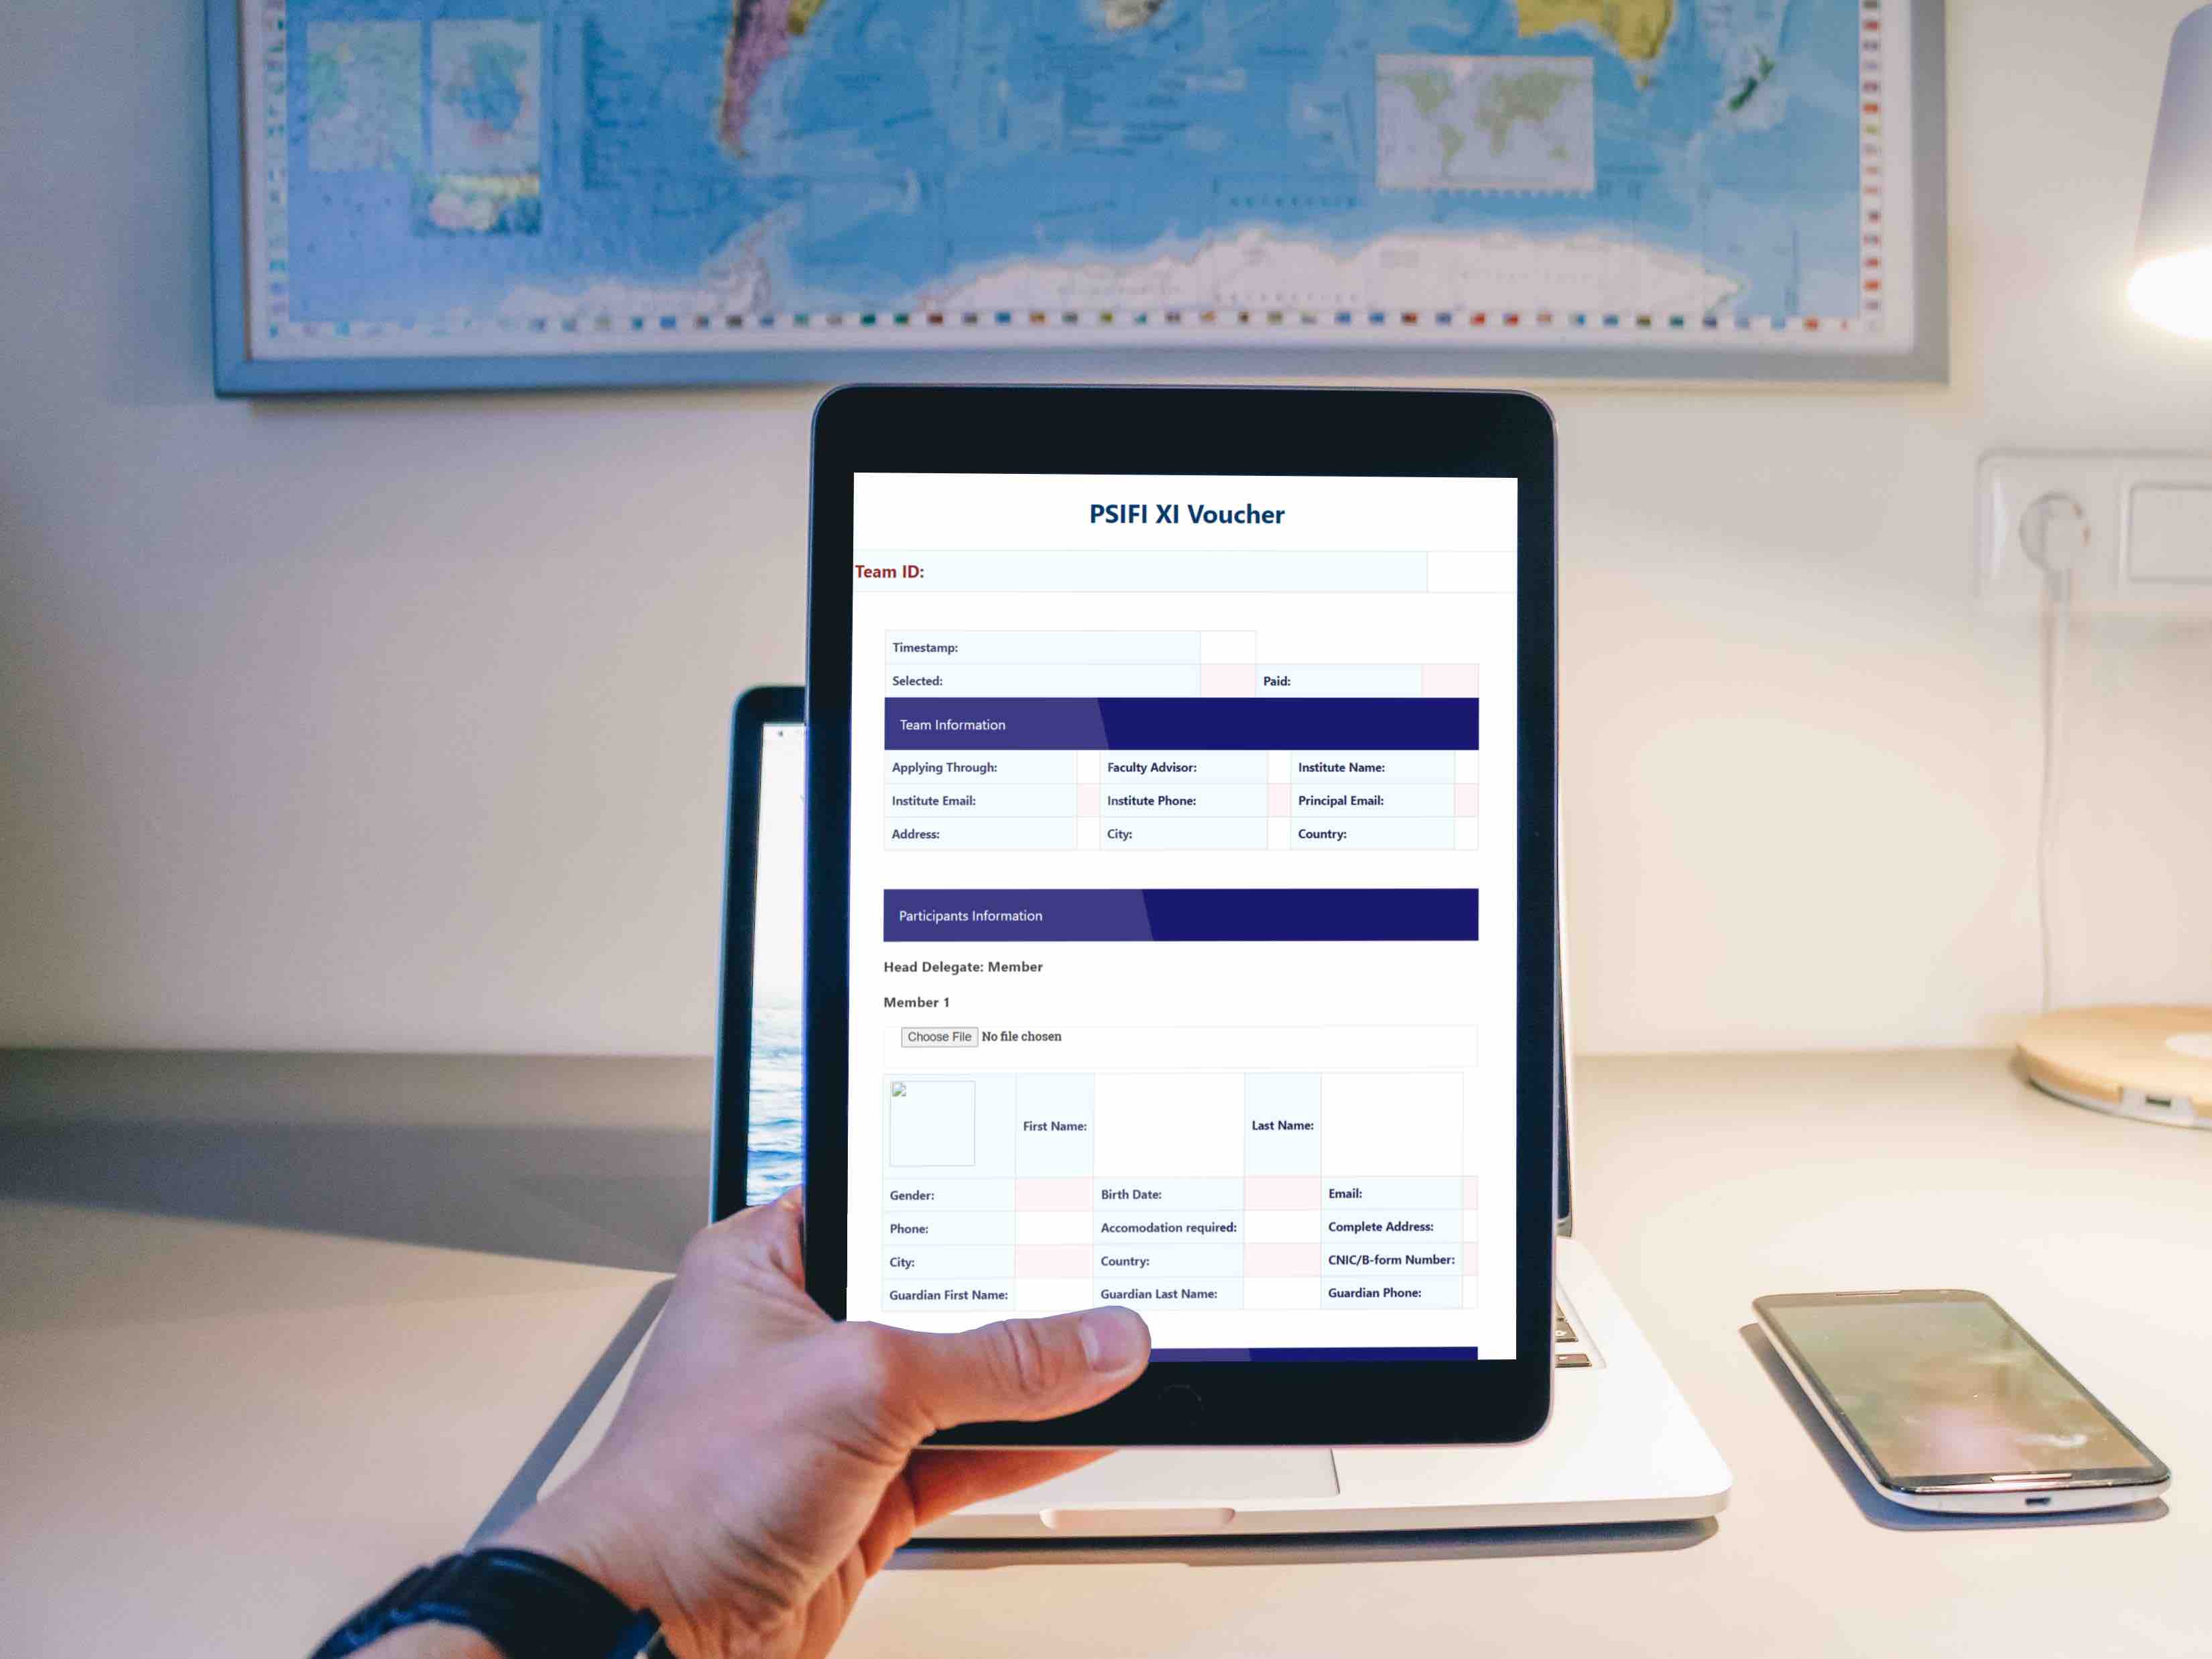 PSIFI XI Voucher
Team ID:
Timestamp:
Selected: Paid:
Team Information
Applying Through: Faculty Advisor: Institute Name:
Institute Email: Institute Phone: Principal Email:
Address: City: Country:
Participants Information
Head Delegate: Member
Member 1
Choose File No file chosen
First Name: Last Name:
Gender: Birth Date: Email:
Phone: Accomodation required: Complete Address:
City: Country: CNIC/B-form Number:
Guardian First Name: Guardian Last Name: Guardian Phone: